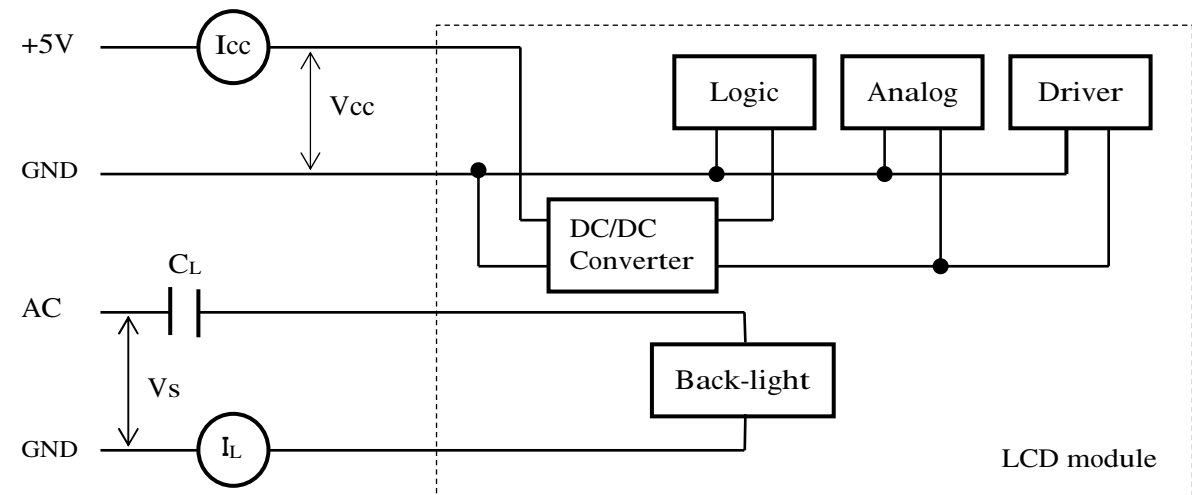 +5V
Icc
Vcc
Logic
Analog
Driver
GND
DC/DC
Converter
CL
AC
Vs
Back-light
GND
IL
LCD module